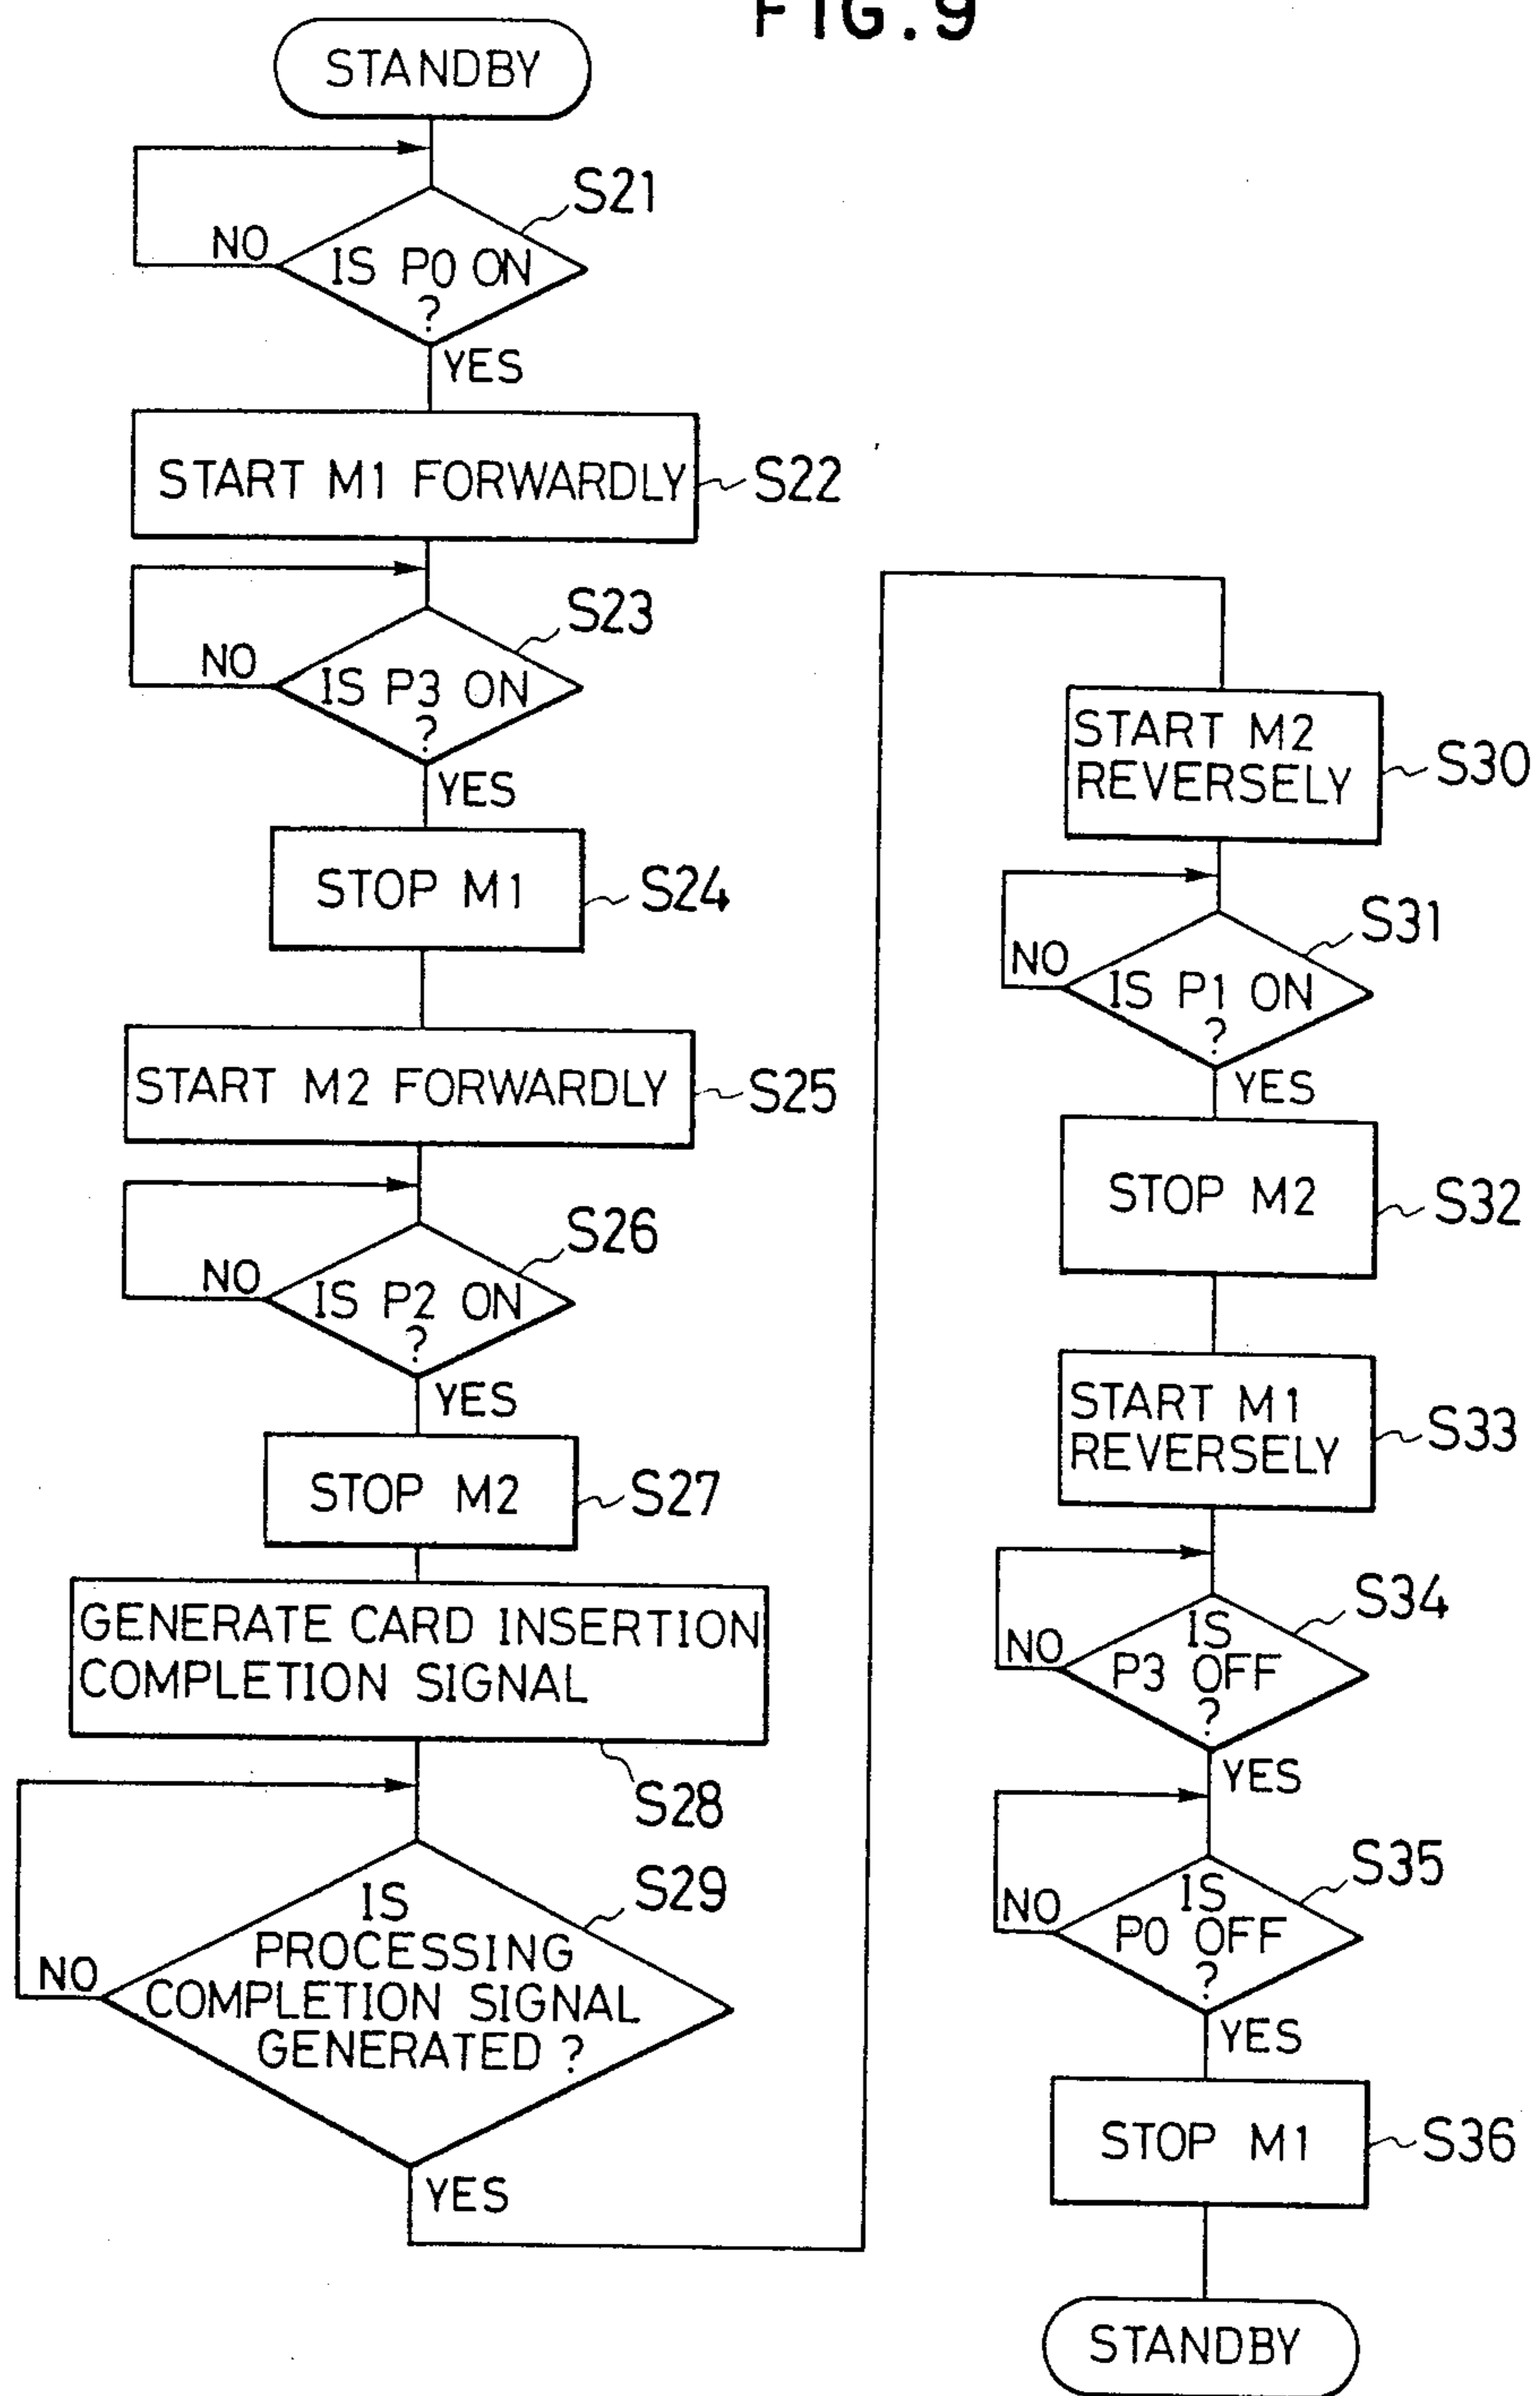 FIG.9
STANDBY
S21
NO
IS P0 ON
?
YES
START M1 FORWARDLY
S22
S23
NO
IS P3 ON
?
YES
STOP M1
S24
START M2 FORWARDLY
S25
S26
NO
IS P2 ON
?
YES
STOP M2
S27
GENERATE CARD INSERTION
COMPLETION SIGNAL
S28
S29
IS
PROCESSING
NO
COMPLETION SIGNAL
GENERATED ?
YES
START M2
REVERSELY
S30
S31
NO
IS P1 ON
?
YES
STOP M2
S32
START M1
REVERSELY
S33
S34
IS
NO
P3 OFF
?
YES
S35
IS
NO
P0 OFF
?
YES
STOP M1
S36
STANDBY